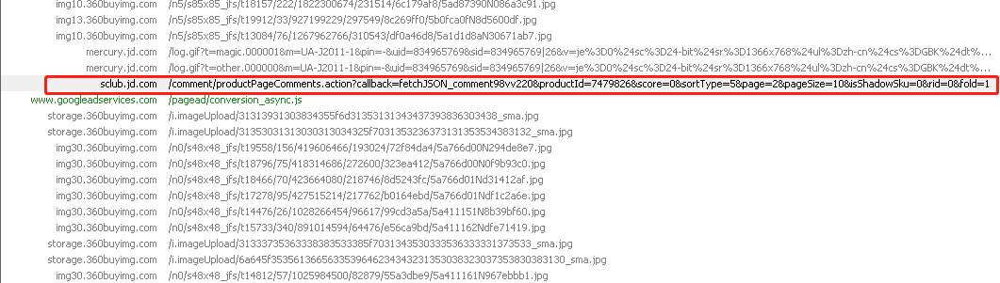 img10.360buyimg.com /n5/s85x85_jfs/t18157/222/1822300674/231514/6c179af8/5ad87390N086a3c91.jpg
img13.360buyimg.com /n5/s85x85_jfs/t19912/33/927199229/297549/8c269ff0/5b0fca0fN8d5600df.jpg
img10.360buyimg.com /n5/s85x85_jfs/t13084/76/1267962766/310543/df0a46d8/5a1d1d8aN30671ab7.jpg
mercury.jd.com /log.gif?t=magic.000001&m=UA-J2011-1&pin=-&uid=834965769&sid=834965769|26&v=je%3D0%24sc%3D24-bit%24sr%3D1366x768%24ul%3Dzh-cn%24cs%3DGBK%24dt%...
mercury.jd.com /log.gif?t=other.000008&m=UA-J2011-1&pin=-&uid=834965769&sid=834965769|26&v=je%3D0%24sc%3D24-bit%24sr%3D1366x768%24ul%3Dzh-cn%24cs%3DGBK%24dt%...
sclub.jd.com /comment/productPageComments.action?callback=fetchJSON_comment98vv220&productId=7479826&score=0&sortType=5&page=2&pageSize=10&isShadowSku=0&rid=0&fold=1
www.googleadservices.com /pagead/conversion_async.js
storage.360buyimg.com /i.imageUpload/31313931303834355f6d31353131343437393836303438_sma.jpg
storage.360buyimg.com /i.imageUpload/313530313130303130343250f70313532363731313535343831 32_sma.jpg
img30.360buyimg.com /n0/s48x48_jfs/t19558/156/419606466/193024/72f84da4/5a766d00N294de8e7.jpg
img30.360buyimg.com /n0/s48x48_jfs/t18796/75/418314686/272600/323ea412/5a766d00N0f9b93c0.jpg
img30.360buyimg.com /n0/s48x48_jfs/t18466/70/423664080/218746/8d5243fc/5a766d01Nd31412af.jpg
img30.360buyimg.com /n0/s48x48_jfs/t17278/95/427515214/217762/b0164ebd/5a766d01Ndf1c2a6e.jpg
img30.360buyimg.com /n0/s48x48_jfs/t14476/26/1028266454/96617/99cd3a5a/5a411151N8b39bf60.jpg
img30.360buyimg.com /n0/s48x48_jfs/t15733/340/891014594/64476/e56ca9bd/5a411162Ndfe71419.jpg
storage.360buyimg.com /i.imageUpload/31333735363338383533385f70313435303335363333331373533_sma.jpg
storage.360buyimg.com /i.imageUpload/6a645f35356136656335396462343432313530383230373538303831 30_sma.jpg
img30.360buyimg.com /n0/s48x48_jfs/t14812/57/1025984500/82879/55a3dbe9/5a411161N967ebbb1.jpg